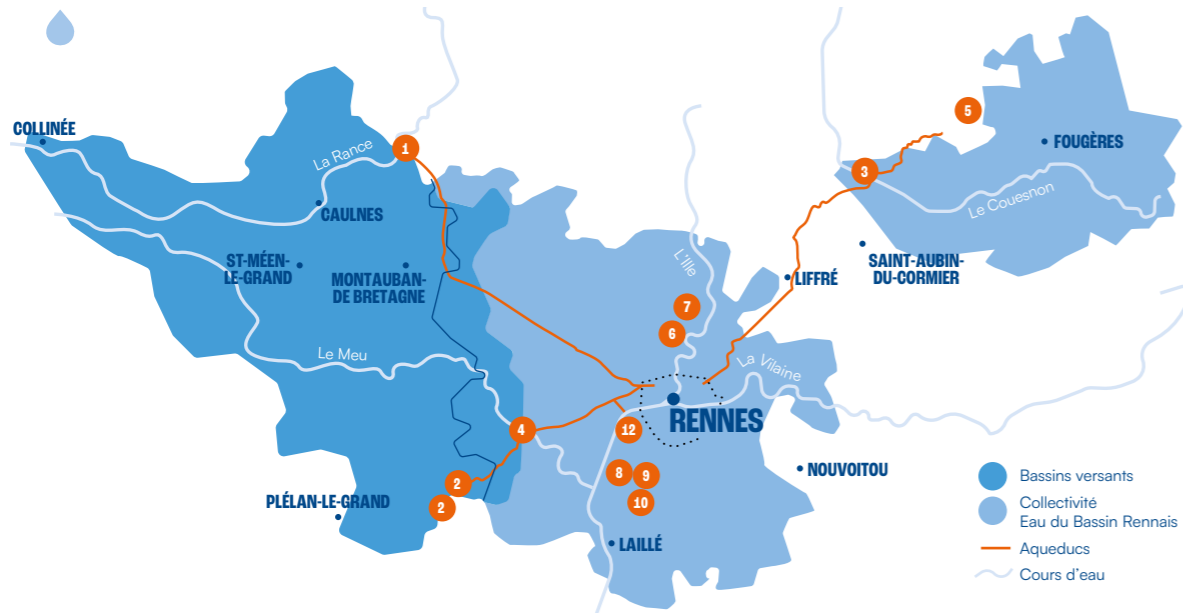 COLLINÉE
La Rance
1
5
FOUGÈRES
3
Le Couesnon
CAULNES
ST-MÉEN-
LE-GRAND
MONTAUBAN-
DE BRETAGNE
L'Ille
SAINT-AUBIN-
DU-CORMIER
LIFFRÉ
7
6
Le Meu
La Vilaine
RENNES
4
12
2
2
8
9
10
NOUVOITOU
PLÉLAN-LE-GRAND
LAILLÉ
Bassins versants
Collectivité
Eau du Bassin Rennais
Aqueducs
Cours d'eau